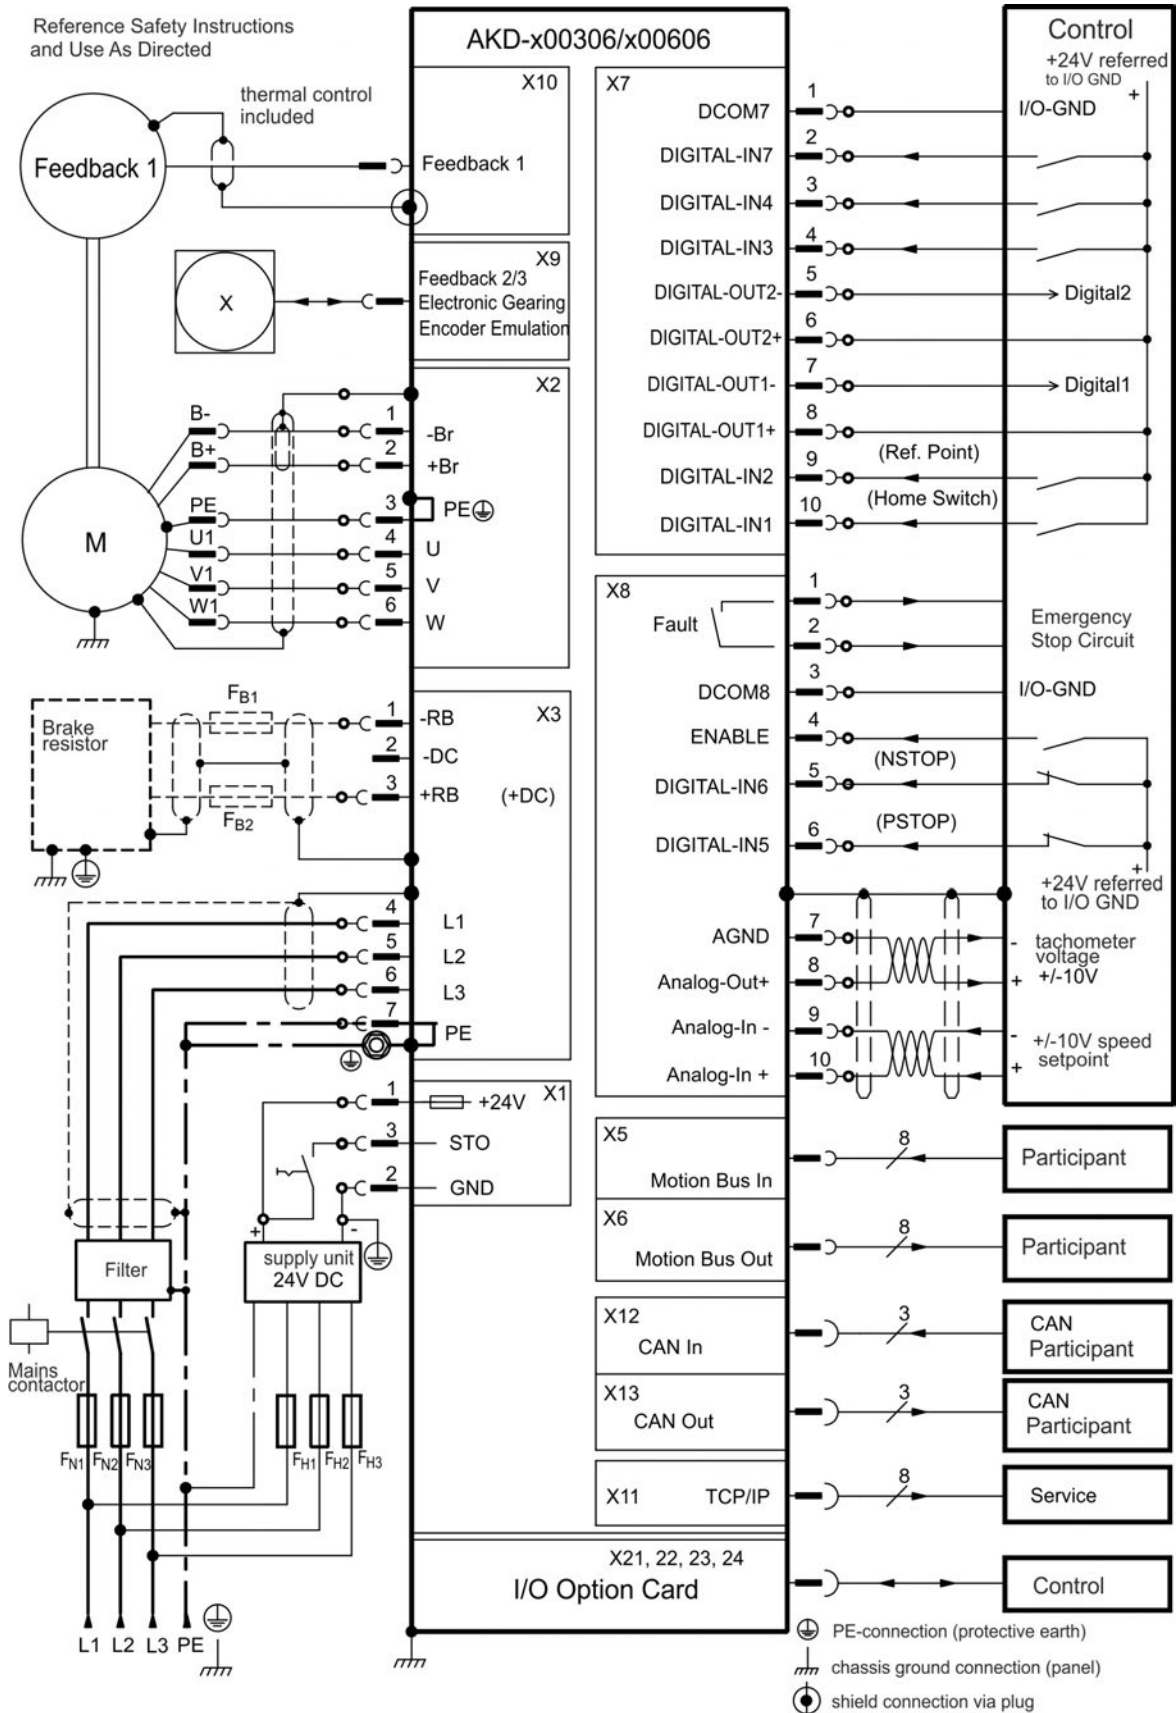 Reference Safety Instructions
and Use As Directed
AKD-x00306/x00606
Feedback 1
thermal control
included
X10
Feedback 1
X
X9
Feedback 2/3
Electronic Gearing
Encoder Emulation
X2
B-
1
-Br
B+
2
+Br
PE
3
PE
U1
4
U
V1
5
V
W1
6
W
M
X3
Brake
resistor
FB1
1
-RB
2
-DC
FB2
3
+RB
(+DC)
4
L1
5
L2
6
L3
7
PE
X1
1
+24V
3
STO
2
GND
+
-
supply unit
24V DC
Filter
Mains
contactor
FN1
FN2
FN3
FH1
FH2
FH3
L1
L2
L3
PE
X7
DCOM7
1
DIGITAL-IN7
2
DIGITAL-IN4
3
DIGITAL-IN3
4
DIGITAL-OUT2-
5
Digital2
DIGITAL-OUT2+
6
DIGITAL-OUT1-
7
Digital1
DIGITAL-OUT1+
8
(Ref. Point)
DIGITAL-IN2
9
(Home Switch)
DIGITAL-IN1
10
Control
+24V referred
to I/O GND
+
I/O-GND
X8
Fault
1
2
Emergency
Stop Circuit
DCOM8
3
I/O-GND
ENABLE
4
(NSTOP)
DIGITAL-IN6
5
(PSTOP)
DIGITAL-IN5
6
+
+24V referred
to I/O GND
AGND
7
-
tachometer
voltage
Analog-Out+
8
+
+/-10V
Analog-In -
9
-
+/-10V speed
setpoint
Analog-In +
10
+
X5
Motion Bus In
8
Participant
X6
Motion Bus Out
8
Participant
X12
CAN In
3
CAN
Participant
X13
CAN Out
3
CAN
Participant
X11
TCP/IP
8
Service
X21, 22, 23, 24
I/O Option Card
Control
PE-connection (protective earth)
chassis ground connection (panel)
shield connection via plug